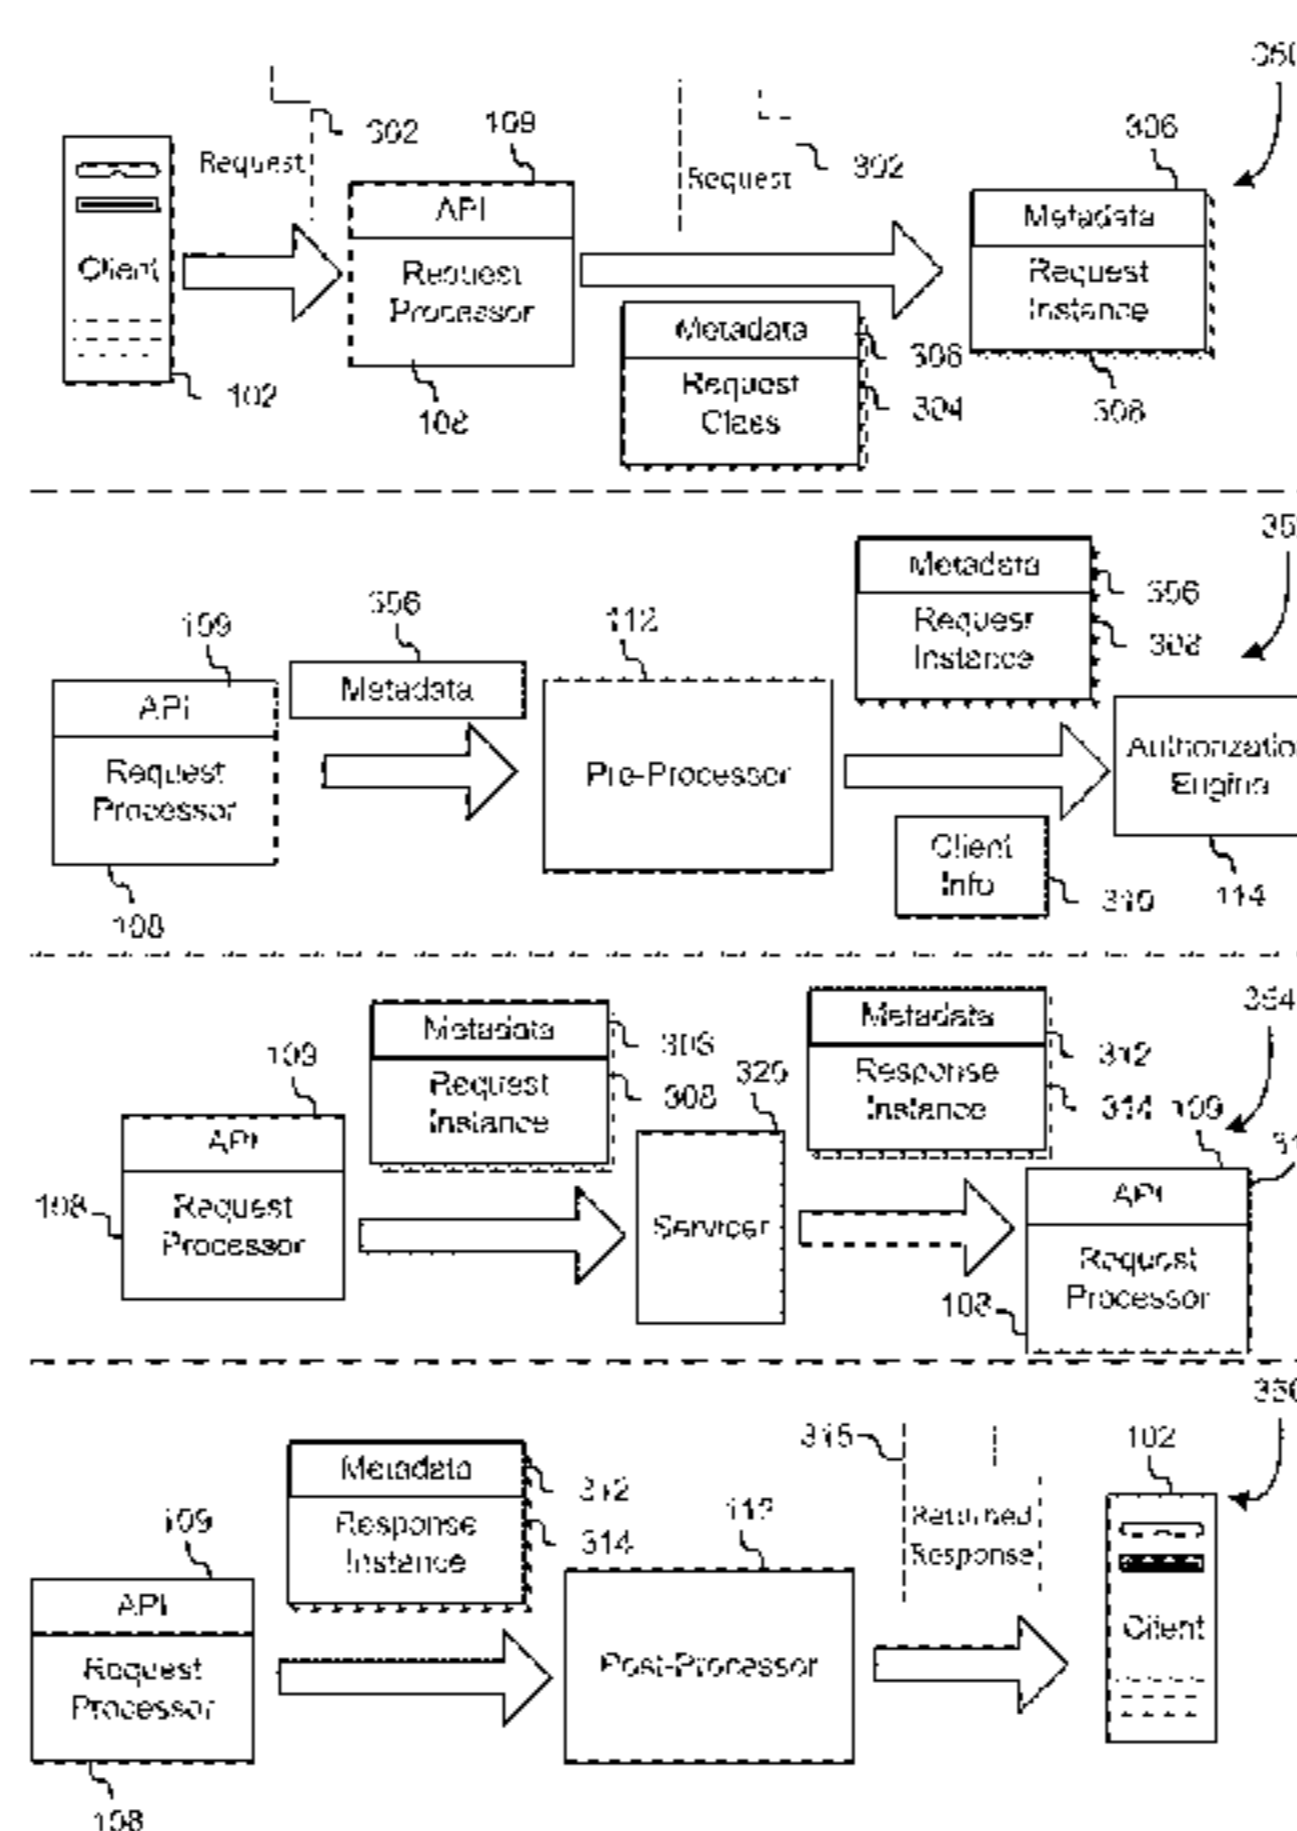 302
109
306
Request
302
Request
API
Metadata
Client
Request
Processor
Request
Instance
Metadata
306
Request
Class
304
102
108
308
Metadata
306
Request
Instance
308
109
306
112
Metadata
API
Request
Processor
Pre-Processor
Engine
Client
Info
310
114
108
354
Metadata
306
Metadata
312
109
Request
Instance
308
320
Response
Instance
314
109
API
API
108
Request
Processor
Servicer
Request
Processor
108
315
102
Metadata
312
109
Response
Instance
314
Returned
Response
API
Client
Request
Processor
Post-Processor
108